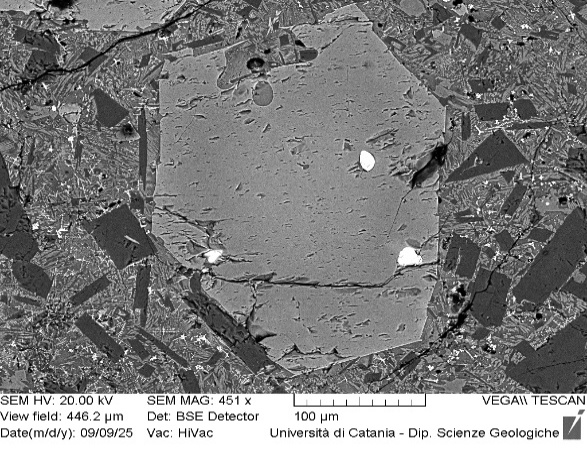 SEM HV: 20.00 kV SEM MAG: 451 x VEGA\\ TESCAN
View field: 446.2 µm Det: BSE Detector 100 µm
Date(m/d/y): 09/09/25 Vac: HiVac Università di Catania - Dip. Scienze Geologiche